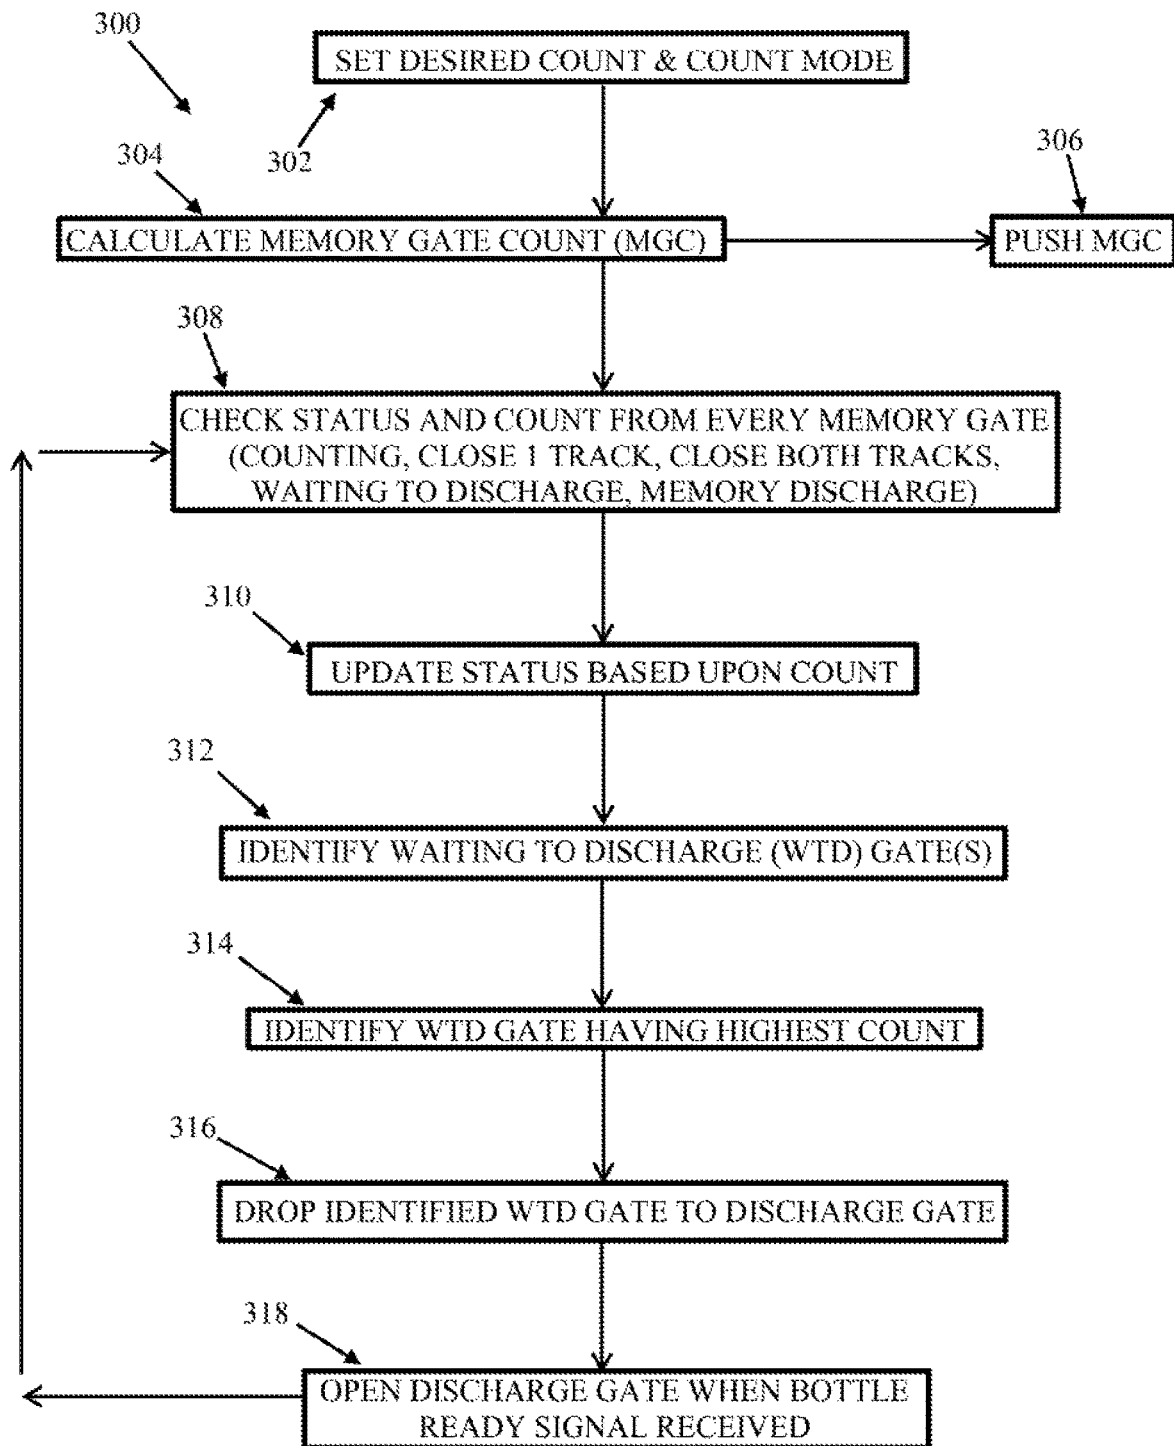 300
SET DESIRED COUNT & COUNT MODE
302
304
306
CALCULATE MEMORY GATE COUNT (MGC)
PUSH MGC
308
CHECK STATUS AND COUNT FROM EVERY MEMORY GATE
(COUNTING, CLOSE 1 TRACK, CLOSE BOTH TRACKS,
WAITING TO DISCHARGE, MEMORY DISCHARGE)
310
UPDATE STATUS BASED UPON COUNT
312
IDENTIFY WAITING TO DISCHARGE (WTD) GATE(S)
314
IDENTIFY WTD GATE HAVING HIGHEST COUNT
316
DROP IDENTIFIED WTD GATE TO DISCHARGE GATE
318
OPEN DISCHARGE GATE WHEN BOTTLE
READY SIGNAL RECEIVED